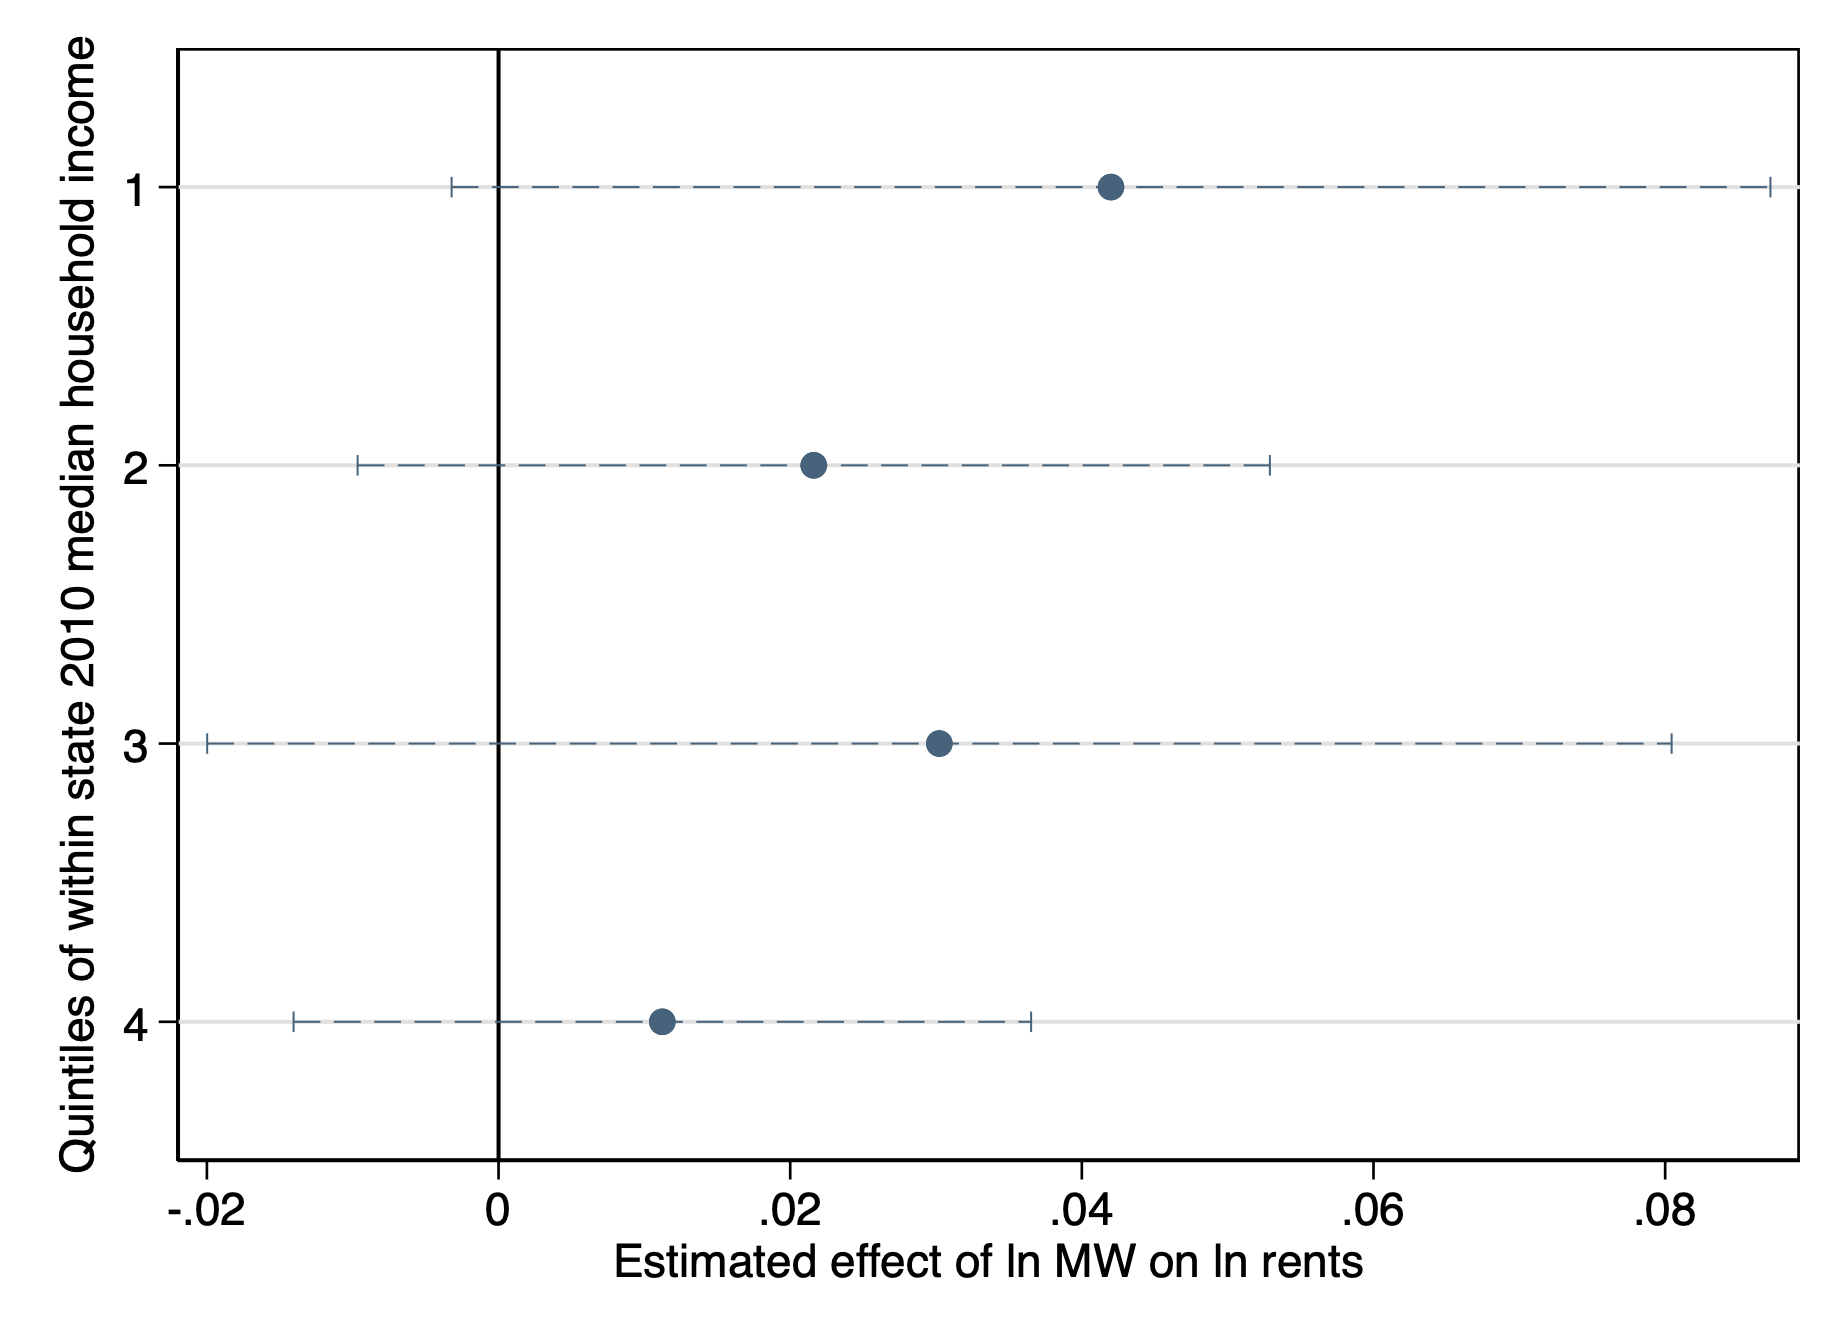 Quintiles of within state 2010 median household income
1
2
3
4
-.02 0 .02 .04 .06 .08
Estimated effect of ln MW on ln rents